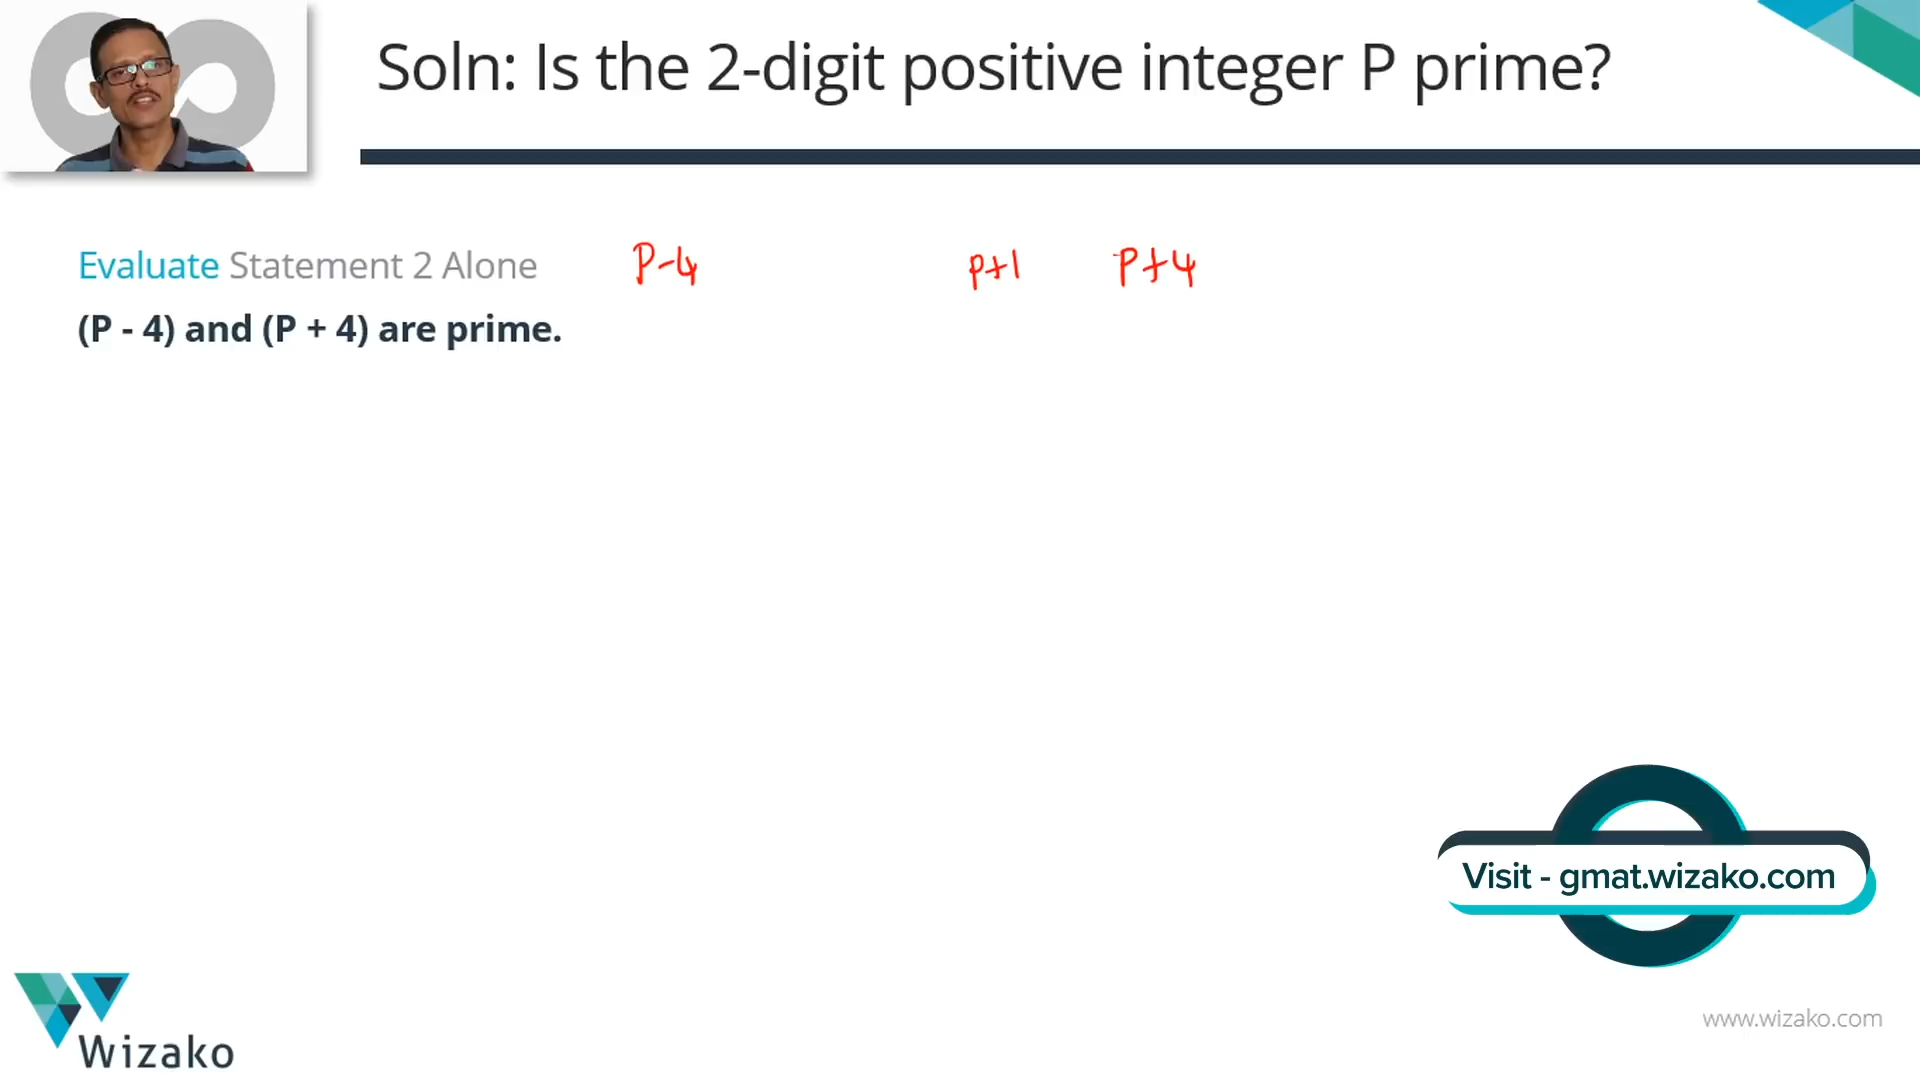 Soln: Is the 2-digit positive integer P prime?
Evaluate Statement 2 Alone
P-4 P+1 P+4
(P - 4) and (P + 4) are prime.
Visit - gmat.wizako.com
Wizako
www.wizako.com